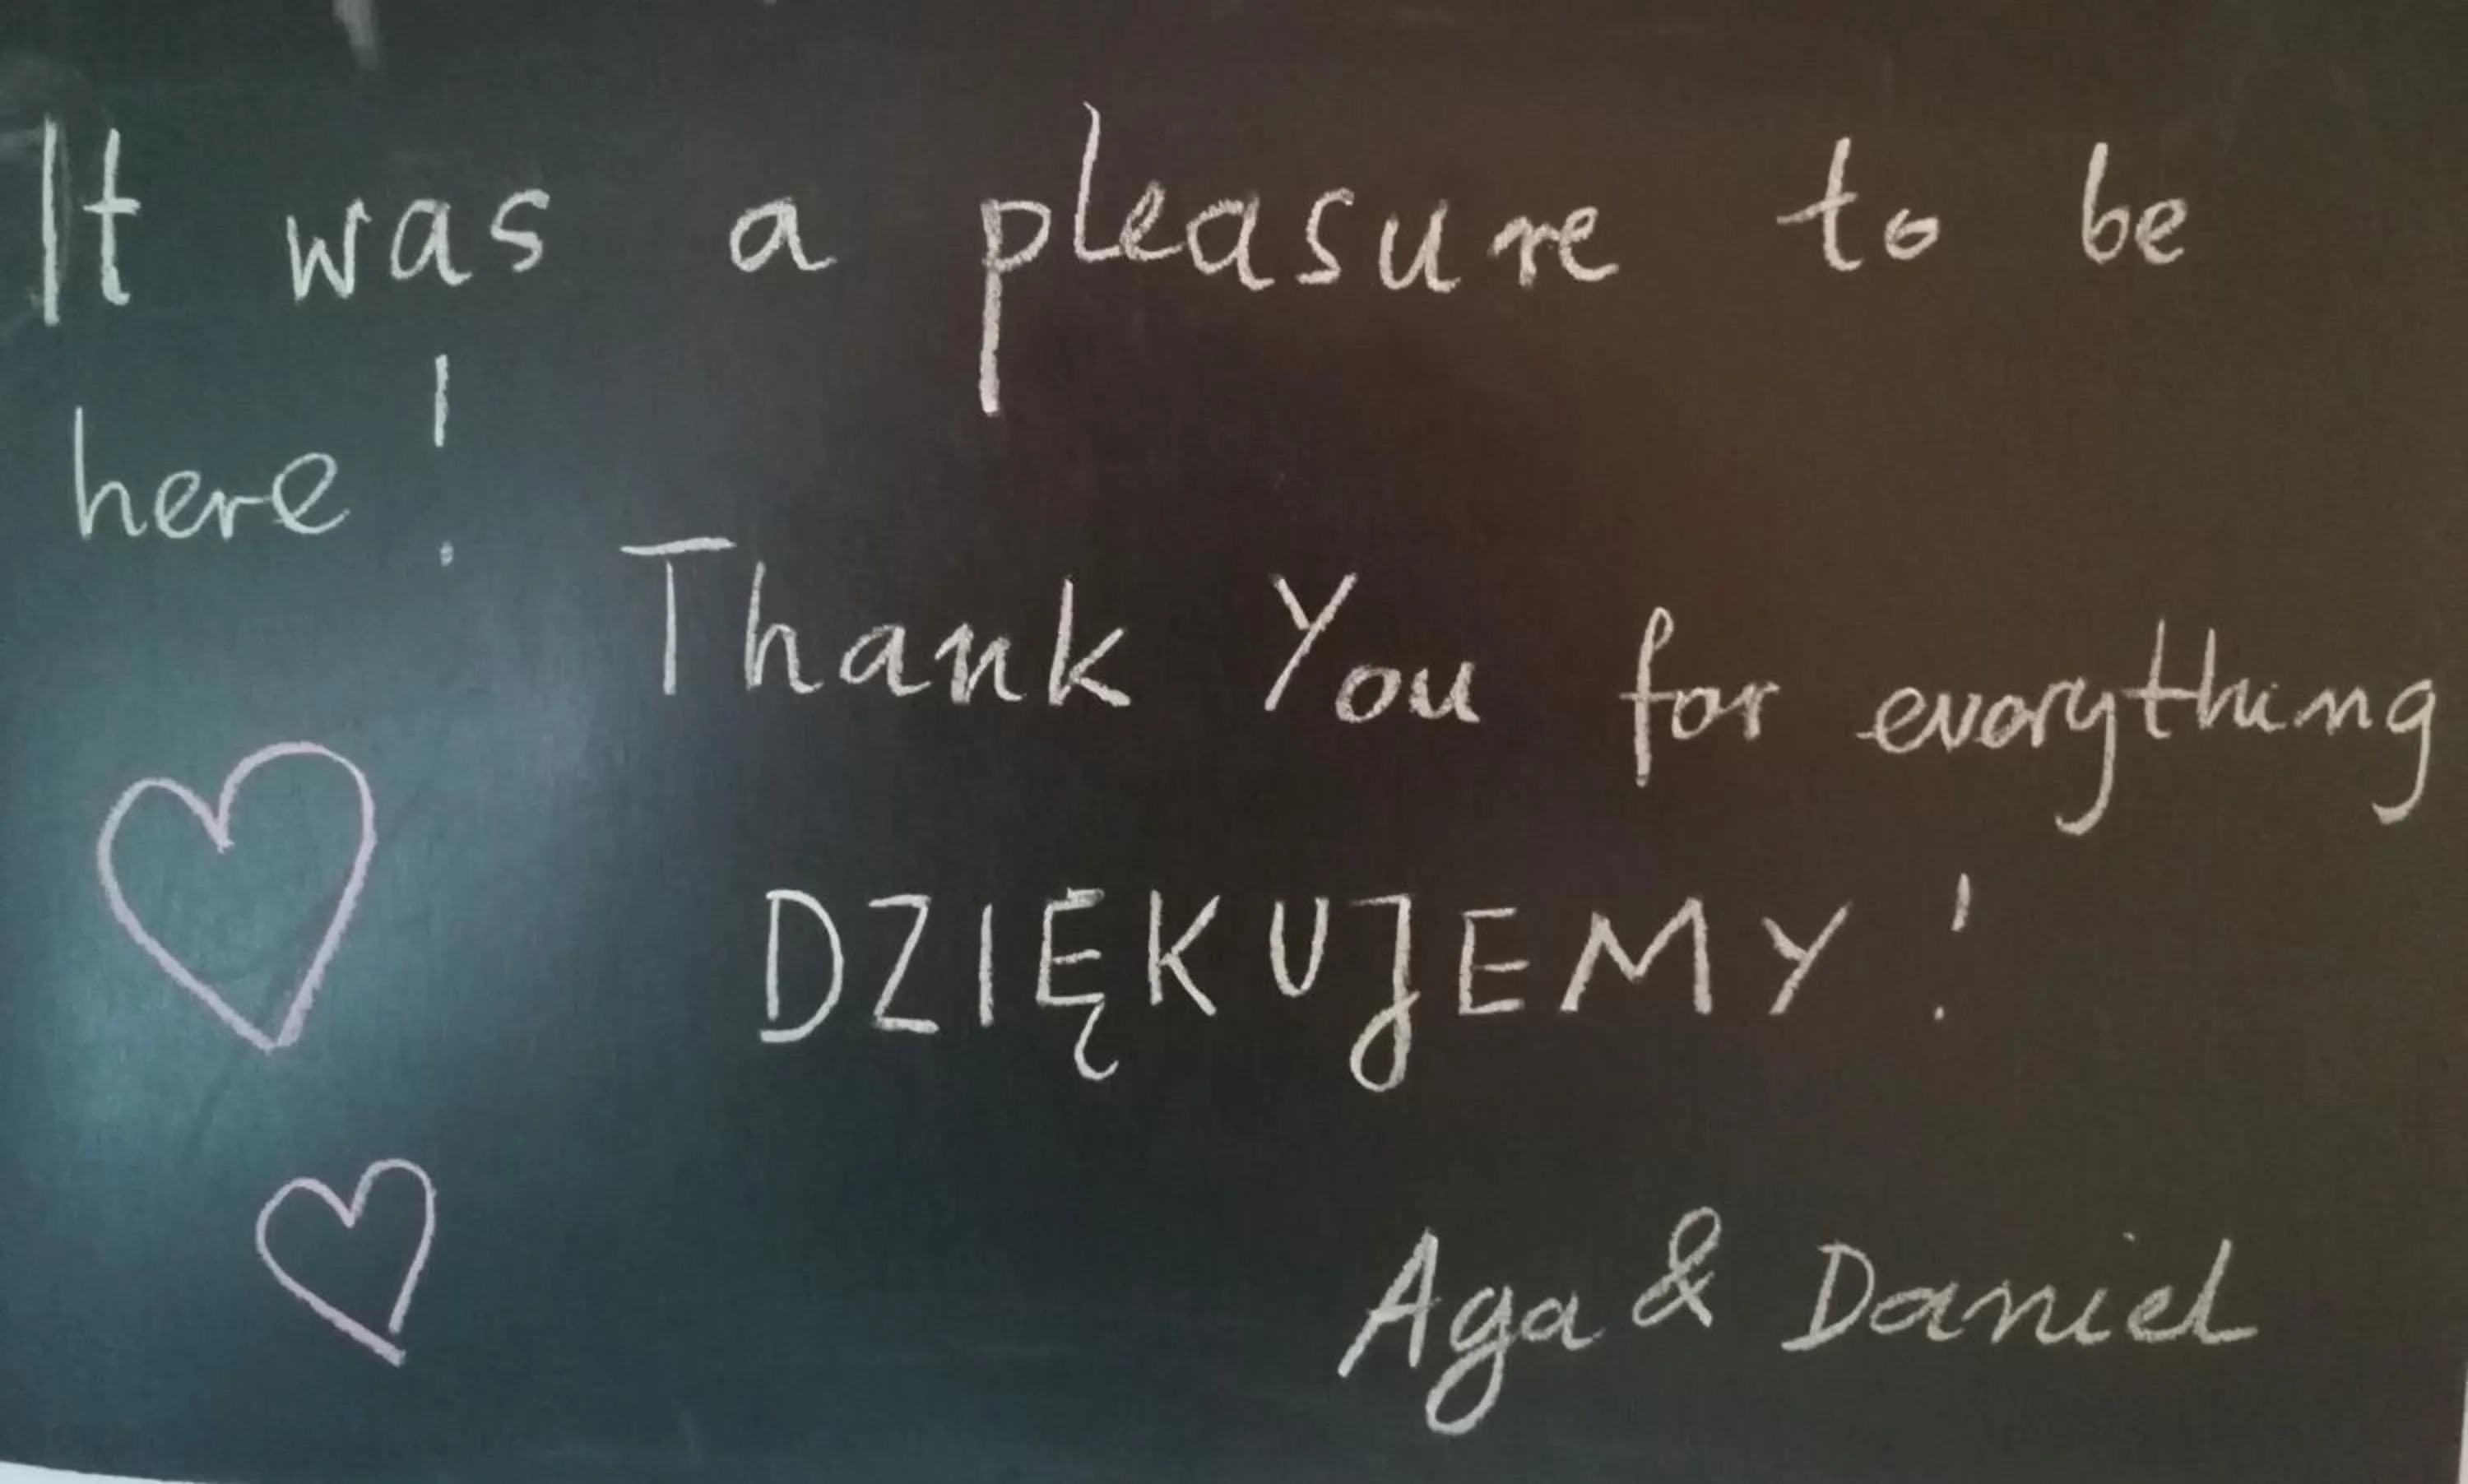 It was a pleasure to be
here!
Thank You for everything
DZIĘKUJEMY!
Aga & Daniel